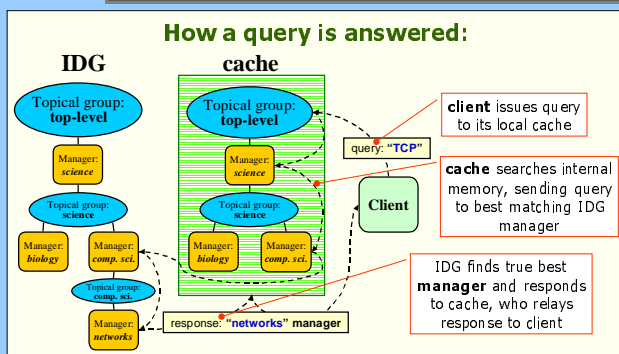 How a query is answered:
IDG
cache
Topical group:
top-level
Manager:
science
Topical group:
science
Manager:
biology
Manager:
comp. sci.
Topical group:
comp. sci.
Manager:
networks
Topical group:
top-level
Manager:
science
Topical group:
science
Manager:
biology
Manager:
comp. sci.
query: “TCP”
Client
response: “networks” manager
client issues query
to its local cache
cache searches internal
memory, sending query
to best matching IDG
manager
IDG finds true best
manager and responds
to cache, who relays
response to client